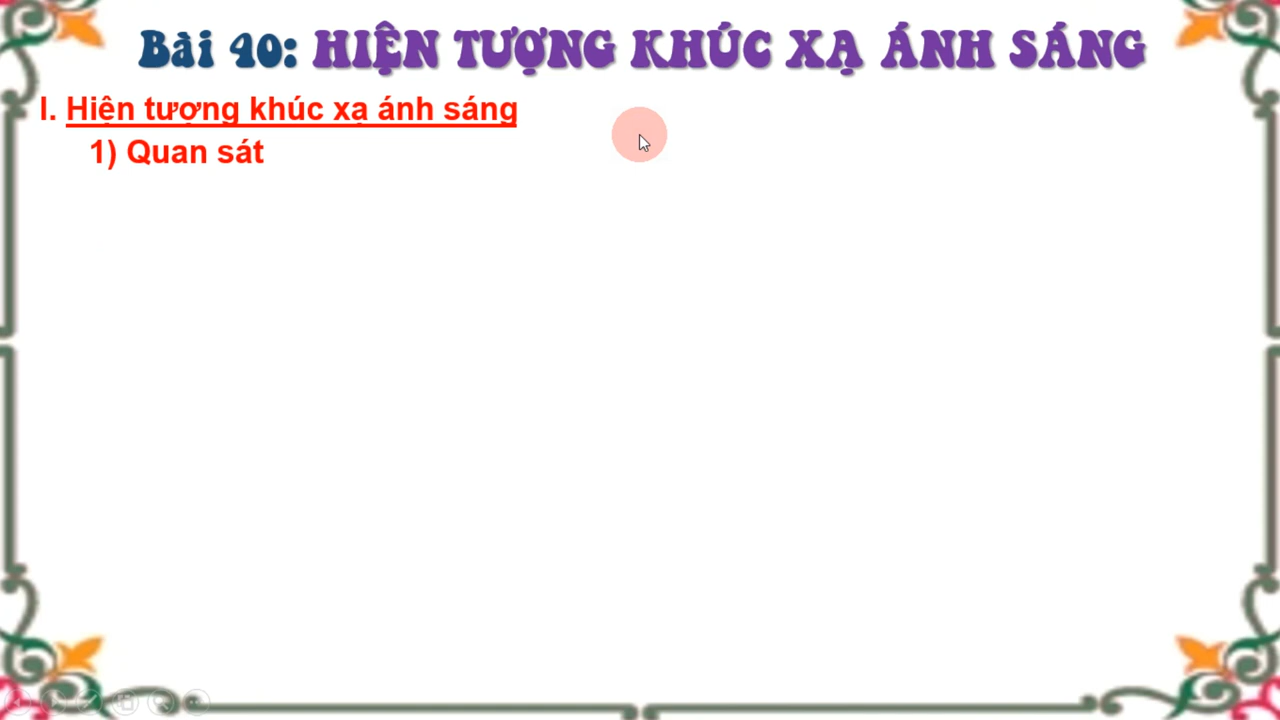 Bài 40: HIỆN TƯỢNG KHÚC XẠ ÁNH SÁNG
I. Hiện tượng khúc xạ ánh sáng
1) Quan sát